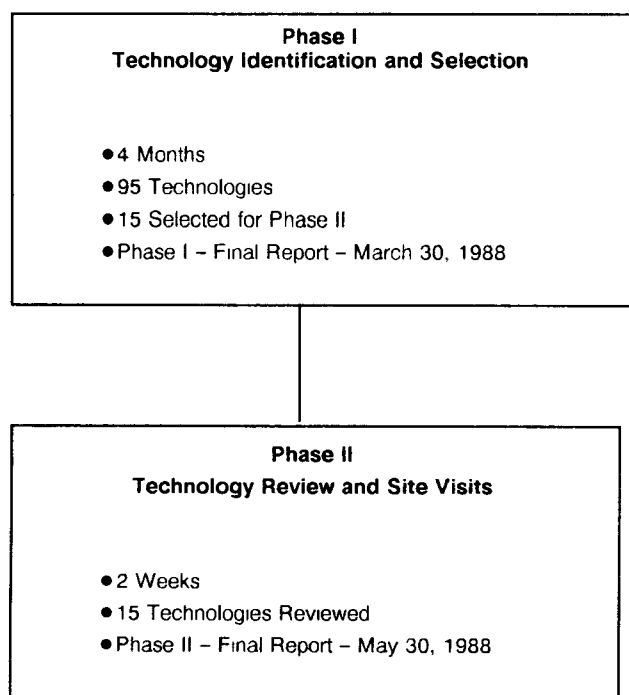 Phase I
Technology Identification and Selection
● 4 Months
● 95 Technologies
● 15 Selected for Phase II
● Phase I – Final Report – March 30, 1988
Phase II
Technology Review and Site Visits
● 2 Weeks
● 15 Technologies Reviewed
● Phase II – Final Report – May 30, 1988